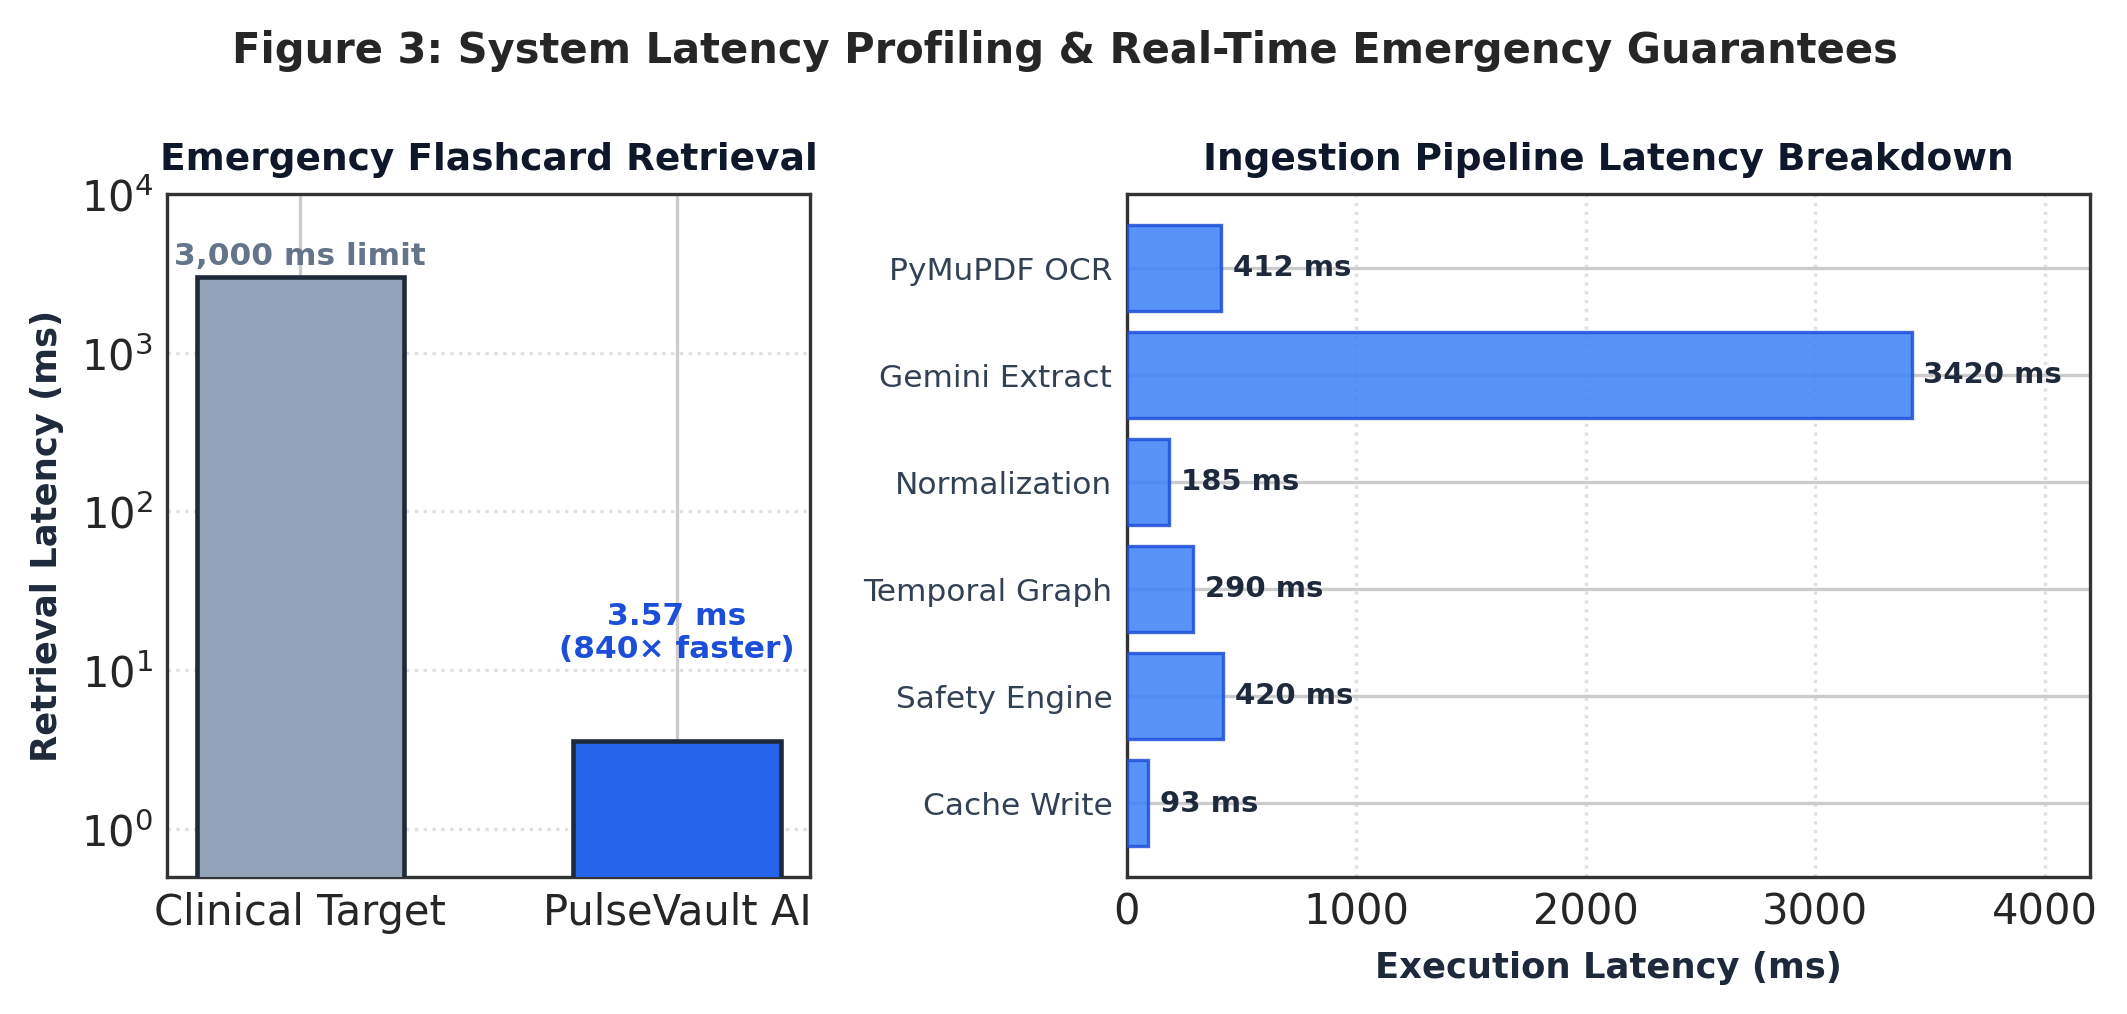 Figure 3: System Latency Profiling & Real-Time Emergency Guarantees
Emergency Flashcard Retrieval
Retrieval Latency (ms)
10⁴
10³
10²
10¹
10⁰
3,000 ms limit
3.57 ms
(840× faster)
Clinical Target
PulseVault AI
Ingestion Pipeline Latency Breakdown
PyMuPDF OCR
412 ms
Gemini Extract
3420 ms
Normalization
185 ms
Temporal Graph
290 ms
Safety Engine
420 ms
Cache Write
93 ms
0
1000
2000
3000
4000
Execution Latency (ms)